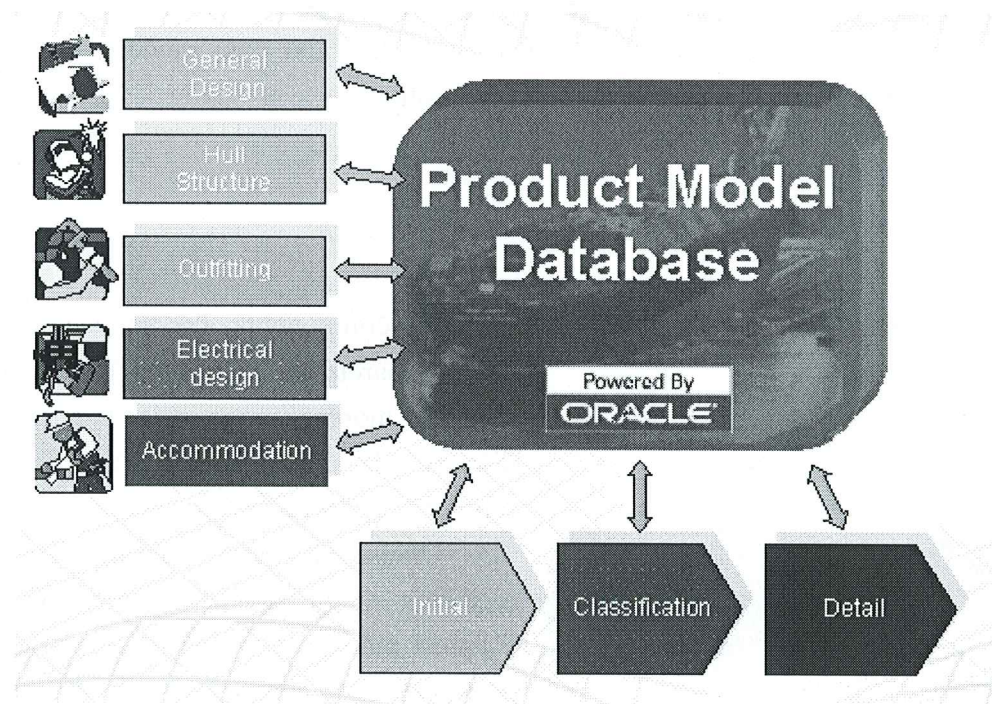 General
Design
Hull
Structure
Outfitting
Electrical
design
Accommodation
Product Model
Database
Powered By
ORACLE
Initial
Classification
Detail